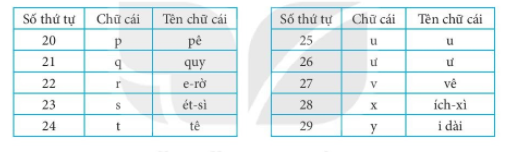 Số thứ tự Chữ cái Tên chữ cái
20 p pê
21 q quy
22 r e-rờ
23 s ét-sì
24 t tê
Số thứ tự Chữ cái Tên chữ cái
25 u u
26 ư ư
27 v vê
28 x ích-xì
29 y i dài